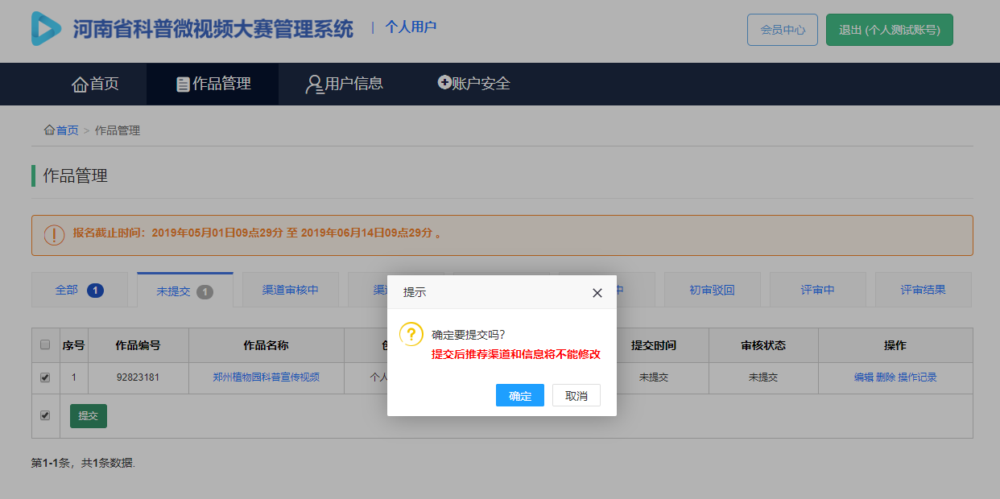 河南省科普微视频大赛管理系统 | 个人用户 会员中心 退出 (个人测试账号)
首页 作品管理 用户信息 账户安全
首页 > 作品管理
作品管理
报名截止时间：2019年05月01日09点29分 至 2019年06月14日09点29分 。
全部 1 未提交 1 渠道审核中 初审驳回 评审中 评审结果
提示
序号 作品编号 作品名称 提交时间 审核状态 操作
确定要提交吗?
提交后推荐渠道和信息将不能修改
1 92823181 郑州植物园科普宣传视频 个人 未提交 未提交 编辑 删除 操作记录
确定 取消
提交
第1-1条，共1条数据.